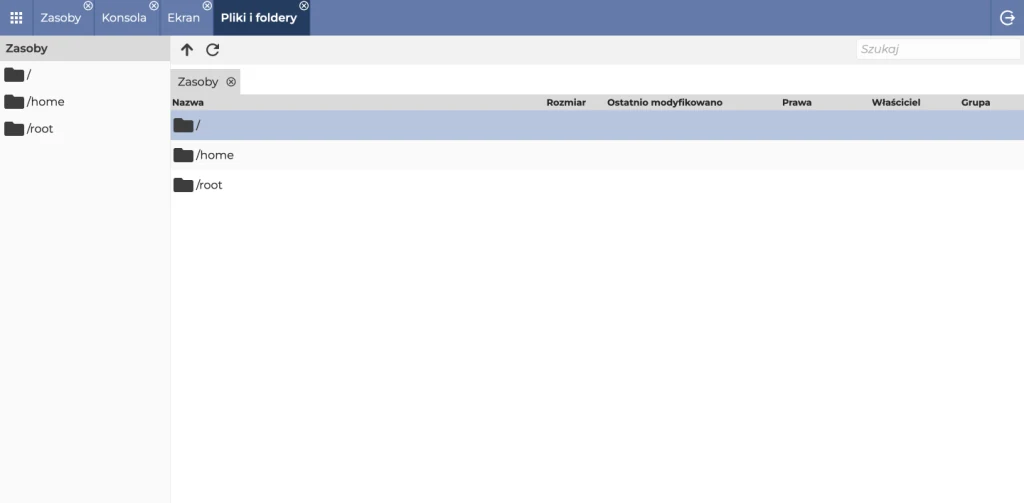 Zasoby Konsola Ekran Pliki i foldery
Zasoby
Szukaj
/
/home
/root
Zasoby
Nazwa Rozmiar Ostatnio modyfikowano Prawa Właściciel Grupa
/
/home
/root